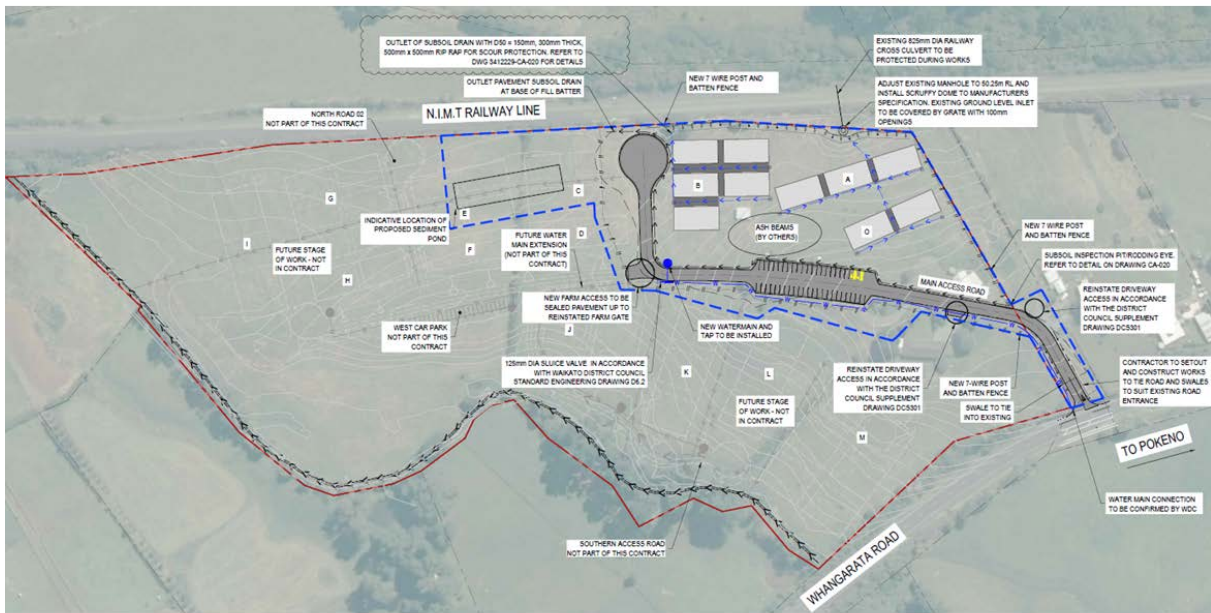 OUTLET OF SUBSOIL DRAIN WITH D50 = 150mm, 300mm THICK,
500mm x 500mm RIP RAP FOR SCOUR PROTECTION. REFER TO
DWG 3412229-CA-020 FOR DETAILS
OUTLET PAVEMENT SUBSOIL DRAIN
AT BASE OF FILL BATTER
NEW 7 WIRE POST AND
BATTEN FENCE
EXISTING 825mm DIA RAILWAY
CROSS CULVERT TO BE
PROTECTED DURING WORKS
ADJUST EXISTING MANHOLE TO 50.25m RL AND
INSTALL SCRUFFY DOME TO MANUFACTURERS
SPECIFICATION. EXISTING GROUND LEVEL INLET
TO BE COVERED BY GRATE WITH 100mm
OPENINGS
NORTH ROAD 02
NOT PART OF THIS CONTRACT
N.I.M.T RAILWAY LINE
A
B
C
G
E
INDICATIVE LOCATION OF
PROPOSED SEDIMENT
POND
F
D
O
ASH BEAMS
(BY OTHERS)
I
FUTURE STAGE
OF WORK - NOT
IN CONTRACT
H
FUTURE WATER
MAIN EXTENSION
(NOT PART OF THIS
CONTRACT)
NEW 7 WIRE POST
AND BATTEN FENCE
SUBSOIL INSPECTION PIT/RODDING EYE.
REFER TO DETAIL ON DRAWING CA-020
MAIN ACCESS ROAD
REINSTATE DRIVEWAY
ACCESS IN ACCORDANCE
WITH THE DISTRICT
COUNCIL SUPPLEMENT
DRAWING DCS301
NEW FARM ACCESS TO BE
SEALED PAVEMENT UP TO
REINSTATED FARM GATE
J
WEST CAR PARK
NOT PART OF THIS
CONTRACT
NEW WATERMAIN AND
TAP TO BE INSTALLED
125mm DIA SLUICE VALVE IN ACCORDANCE
WITH WAIKATO DISTRICT COUNCIL
STANDARD ENGINEERING DRAWING D6.2
K
L
REINSTATE DRIVEWAY
ACCESS IN ACCORDANCE
WITH THE DISTRICT
COUNCIL SUPPLEMENT
DRAWING DCS301
NEW 7-WIRE POST
AND BATTEN FENCE
SWALE TO TIE
INTO EXISTING
CONTRACTOR TO SETOUT
AND CONSTRUCT WORKS
TO TIE ROAD AND SWALES
TO SUIT EXISTING ROAD
ENTRANCE
FUTURE STAGE
OF WORK - NOT
IN CONTRACT
M
TO POKENO
WATER MAIN CONNECTION
TO BE CONFIRMED BY WDC
SOUTHERN ACCESS ROAD
NOT PART OF THIS CONTRACT
WHANGARATA ROAD